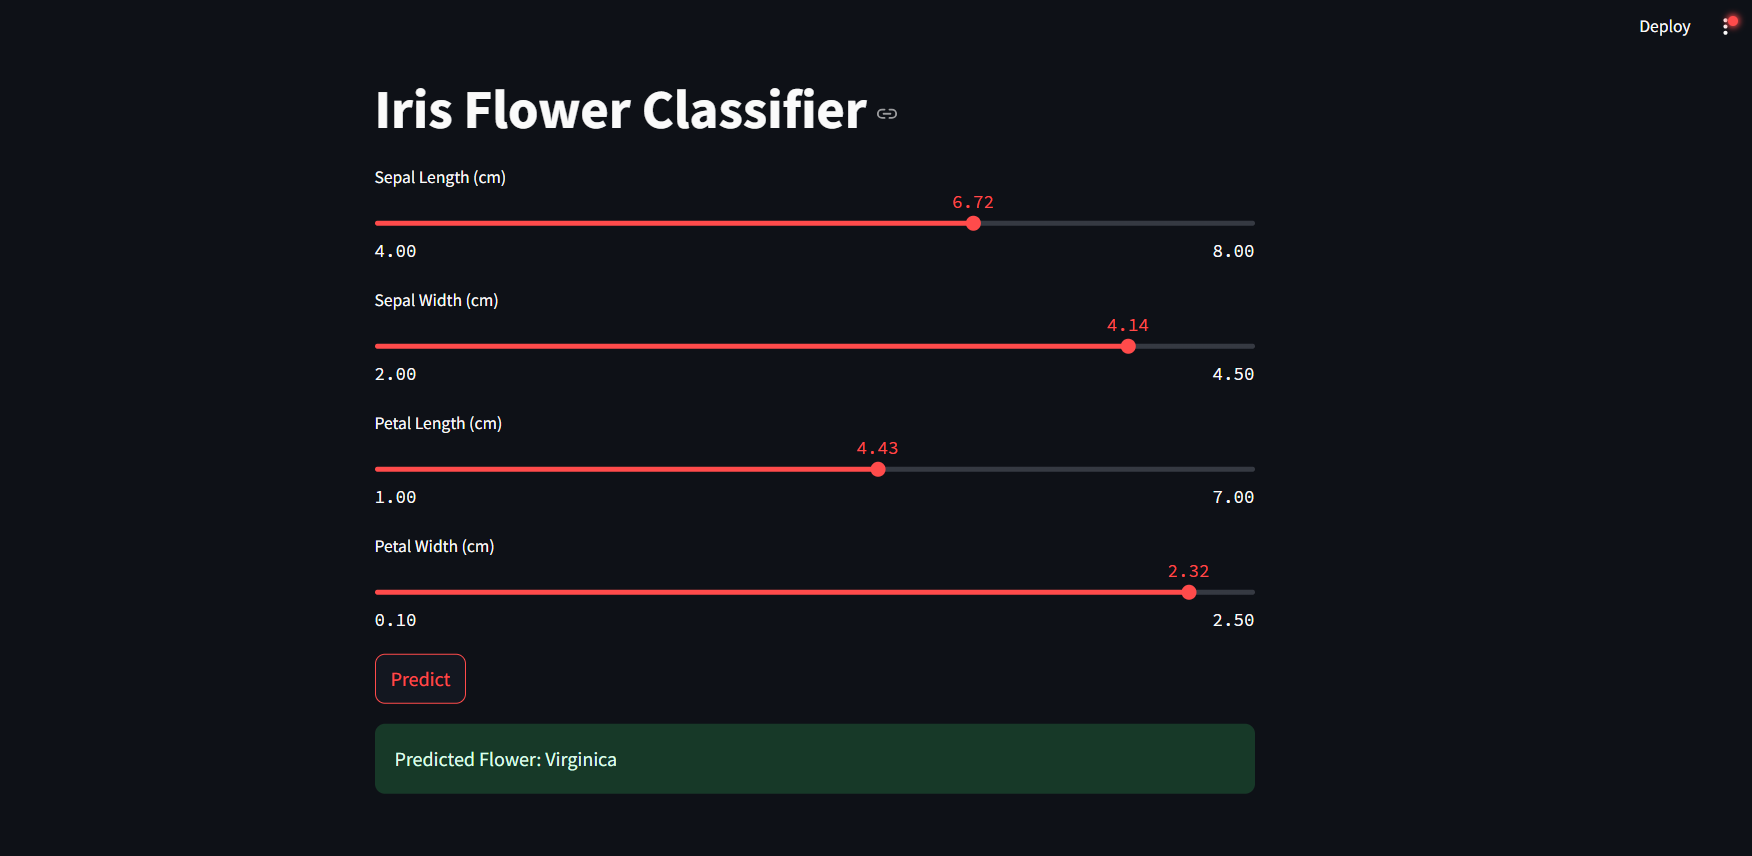 Deploy
Iris Flower Classifier
Sepal Length (cm)
6.72
4.00 8.00
Sepal Width (cm)
4.14
2.00 4.50
Petal Length (cm)
4.43
1.00 7.00
Petal Width (cm)
2.32
0.10 2.50
Predict
Predicted Flower: Virginica